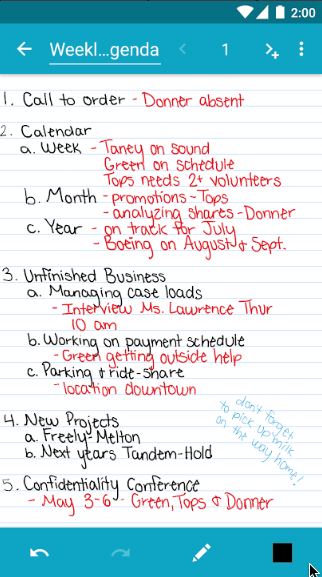 2:00
Weekl...genda
1
1. Call to order - Donner absent
2. Calendar
a. Week - Taney on sound
Green on schedule
Tops needs 2+ volunteers
b. Month - promotions - Tops
- analyzing shares - Donner
c. Year - on track for July
- Boeing on August & Sept.
3. Unfinished Business
a. Managing case loads
- Interview Ms. Lawrence Thur
10 am
b. Working on payment schedule
- Green getting outside help
c. Parking & ride-share
- location downtown
4. New Projects
a. Freely-Melton
b. Next years Tandem-Hold
don't forget
to pick up milk
on the way home!
5. Confidentiality Conference
- May 3-6 - Green, Tops & Donner